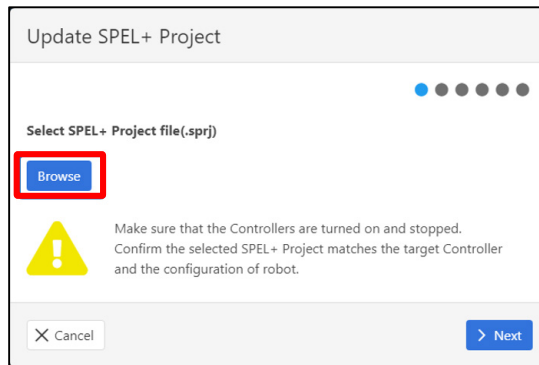 Update SPEL+ Project
Select SPEL+ Project file(.sprj)
Browse
Make sure that the Controllers are turned on and stopped.
Confirm the selected SPEL+ Project matches the target Controller
and the configuration of robot.
Cancel
Next